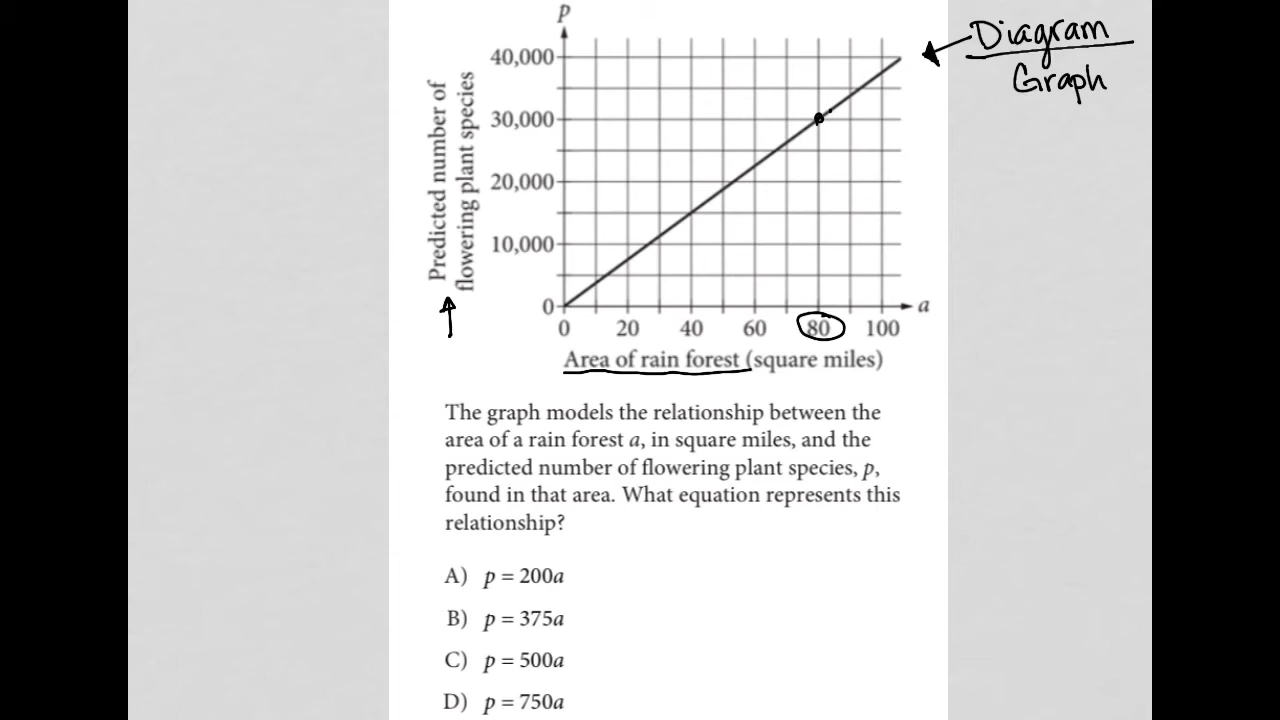 p
Diagram
Graph
40,000
30,000
20,000
10,000
0
Predicted number of
flowering plant species
a
0 20 40 60 80 100
Area of rain forest (square miles)
The graph models the relationship between the
area of a rain forest a, in square miles, and the
predicted number of flowering plant species, p,
found in that area. What equation represents this
relationship?
A) p = 200a
B) p = 375a
C) p = 500a
D) p = 750a